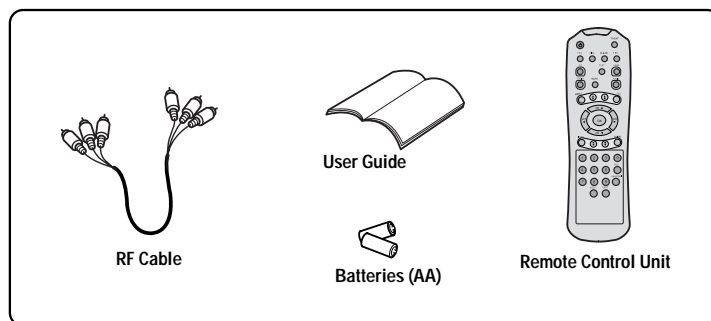 User Guide
RF Cable
Batteries (AA)
Remote Control Unit